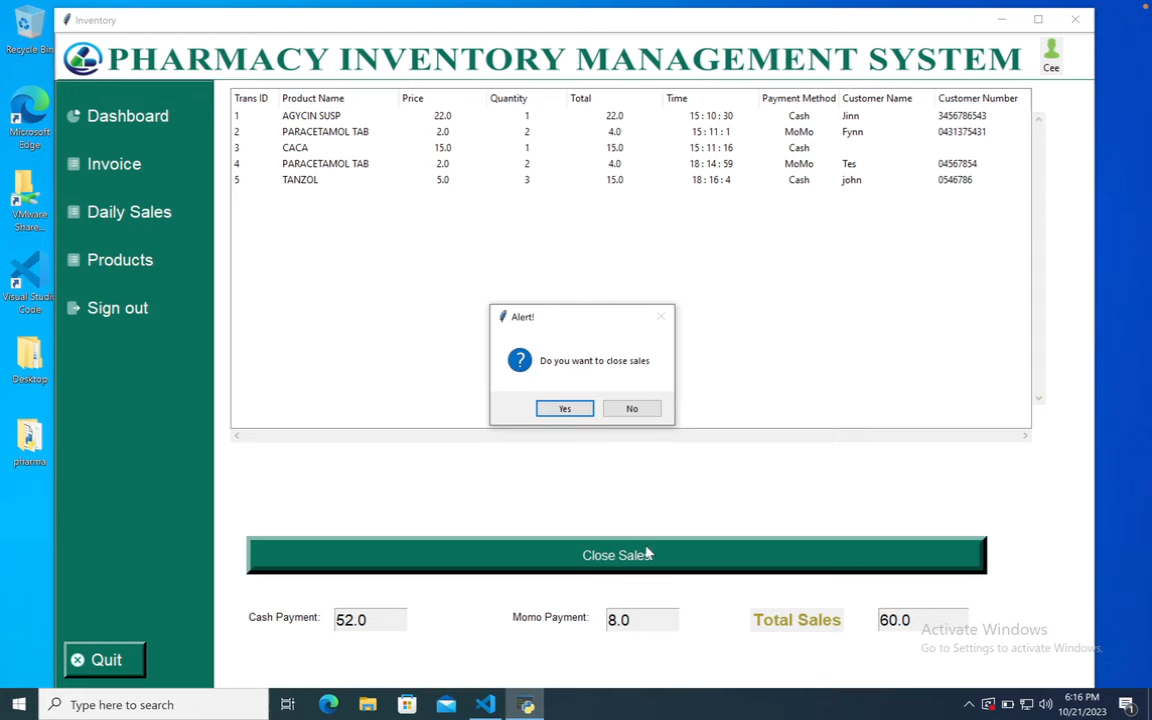 Recycle Bin
Microsoft
Edge
VMware
Share...
Visual Studi
Code
Desktop
pharma
Inventory
PHARMACY INVENTORY MANAGEMENT SYSTEM
Cee
Dashboard
Invoice
Daily Sales
Products
Sign out
Quit
Trans ID Product Name Price Quantity Total Time Payment Method Customer Name Customer Number
1 AGYCIN SUSP 22.0 1 22.0 15 : 10 : 30 Cash Jinn 3456786543
2 PARACETAMOL TAB 2.0 2 4.0 15 : 11 : 1 MoMo Fynn 0431375431
3 CACA 15.0 1 15.0 15 : 11 : 16 Cash
4 PARACETAMOL TAB 2.0 2 4.0 18 : 14 : 59 MoMo Tes 04567854
5 TANZOL 5.0 3 15.0 18 : 16 : 4 Cash john 0546786
Alert!
Do you want to close sales
Yes No
Close Sales
Cash Payment: 52.0 Momo Payment: 8.0 Total Sales 60.0
Activate Windows
Go to Settings to activate Windows.
Type here to search
6:16 PM
10/21/2023
1